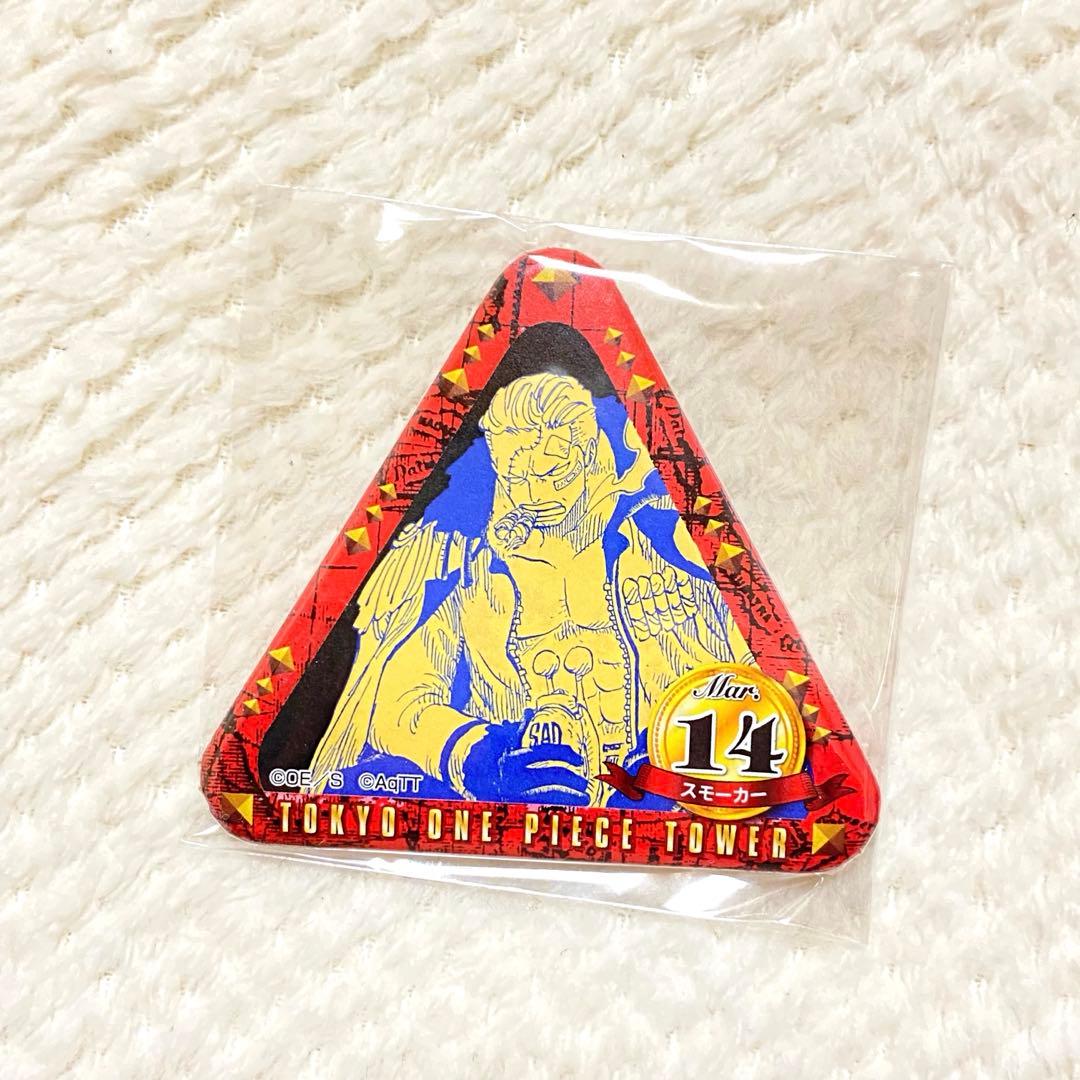 SAD
Mar.
14
スモーカー
©OE/S ©AqTT
TOKYO ONE PIECE TOWER